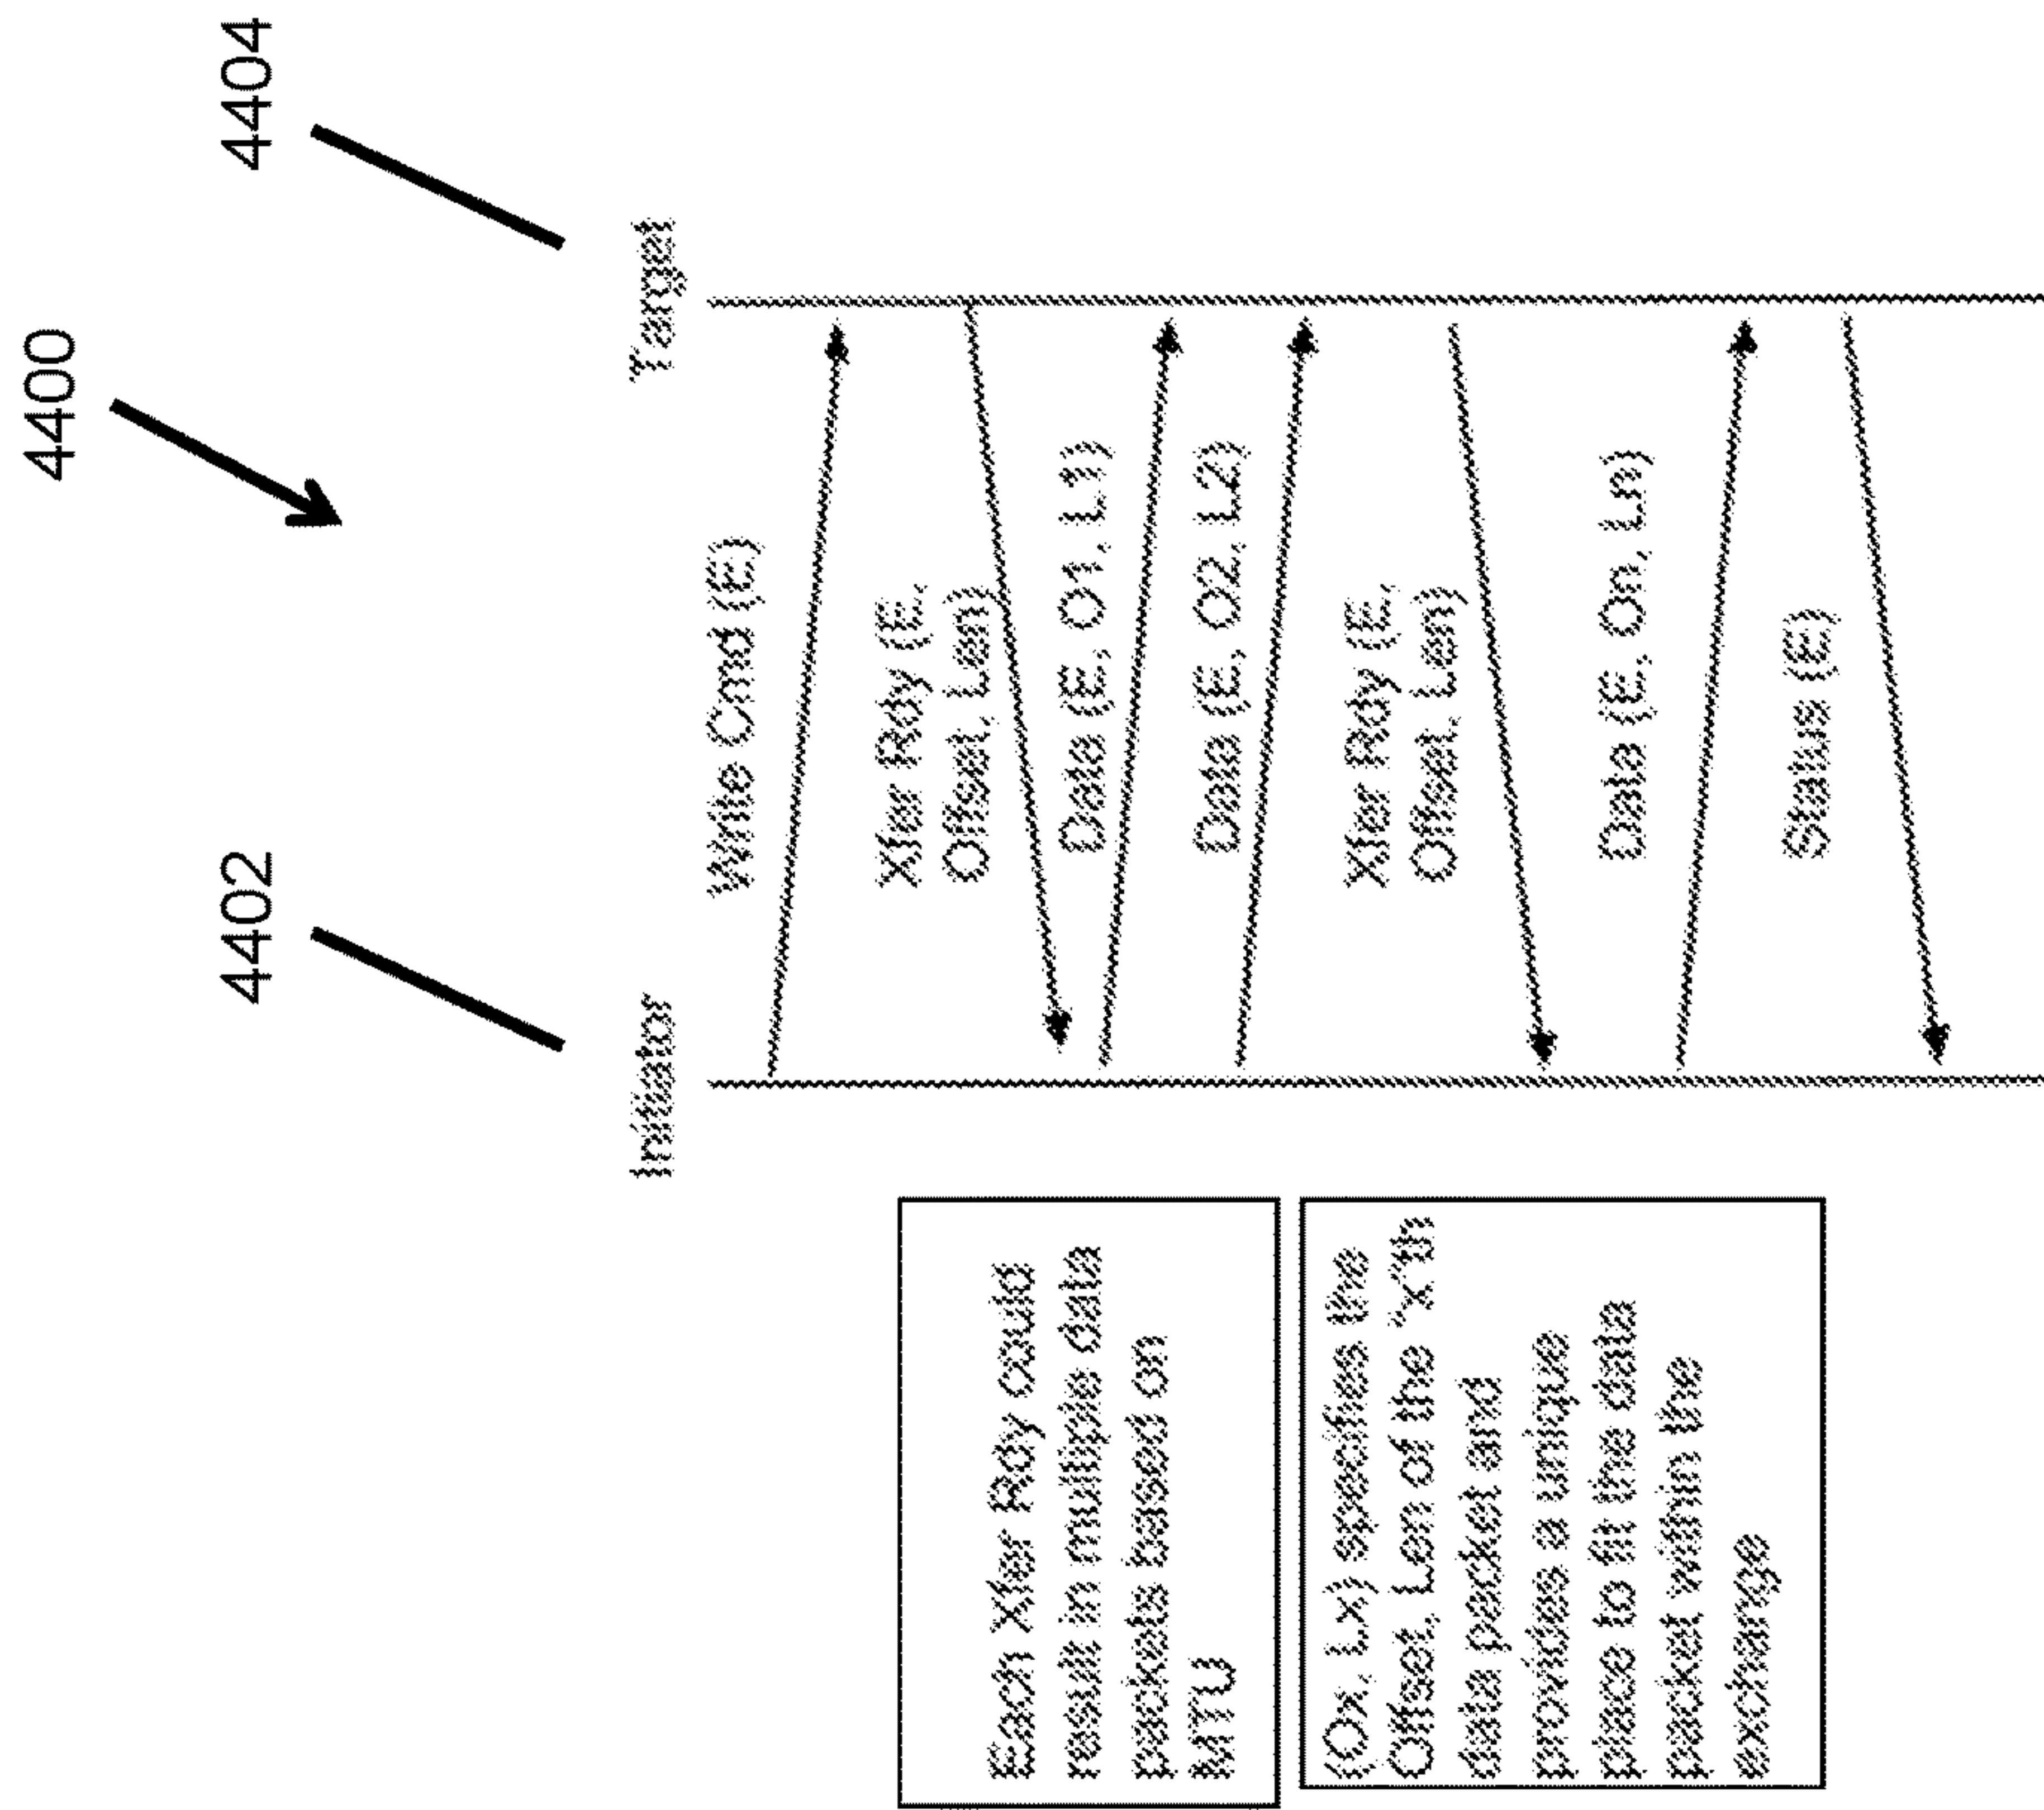 4400
4402
4404
Initiator
Target
Write Cmd (E)
Xfer Rdy (E,
Offset, Len)
Data (E, O1, L1)
Data (E, O2, L2)
Xfer Rdy (E,
Offset, Len)
Data (E, On, Ln)
Status (E)
Each Xfer Rdy could
result in multiple data
packets based on
MTU
(Ox, Lx) specifies the
Offset, Len of the "x"th
data packet and
provides a unique
place to fit the data
packet within the
exchange